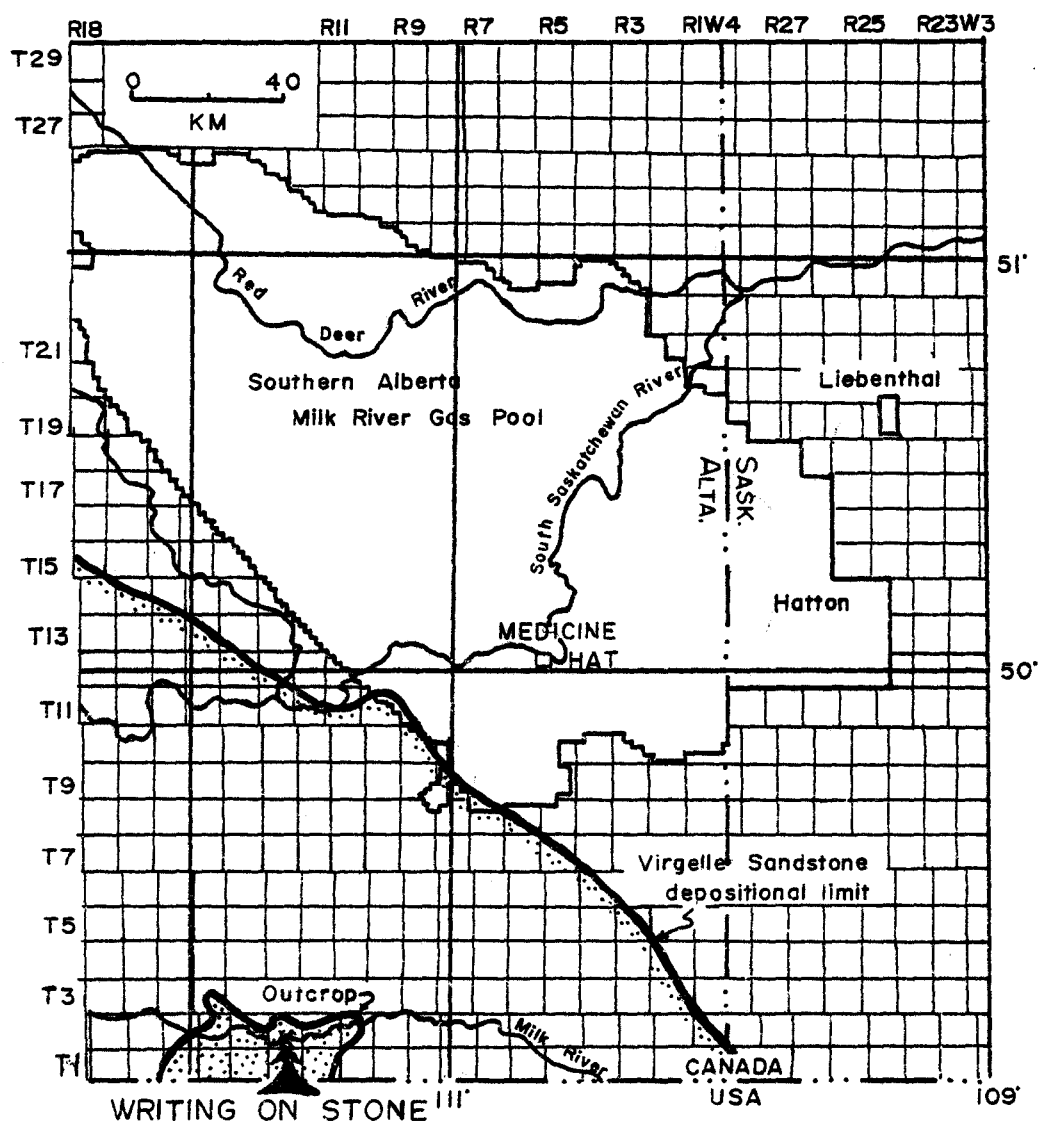 R18 R11 R9 R7 R5 R3 R1W4 R27 R25 R23W3
T29
0 40
KM
T27
51°
Red Deer River
T21
Southern Alberta
Milk River Gas Pool
Liebenthal
T19
South Saskatchewan River
T17
ALTA.
SASK.
T15
Hatton
T13
MEDICINE
HAT
50°
T11
T9
T7
Virgelle Sandstone
depositional limit
T5
T3
Outcrop
Milk River
T1
CANADA
WRITING ON STONE 111° USA 109°